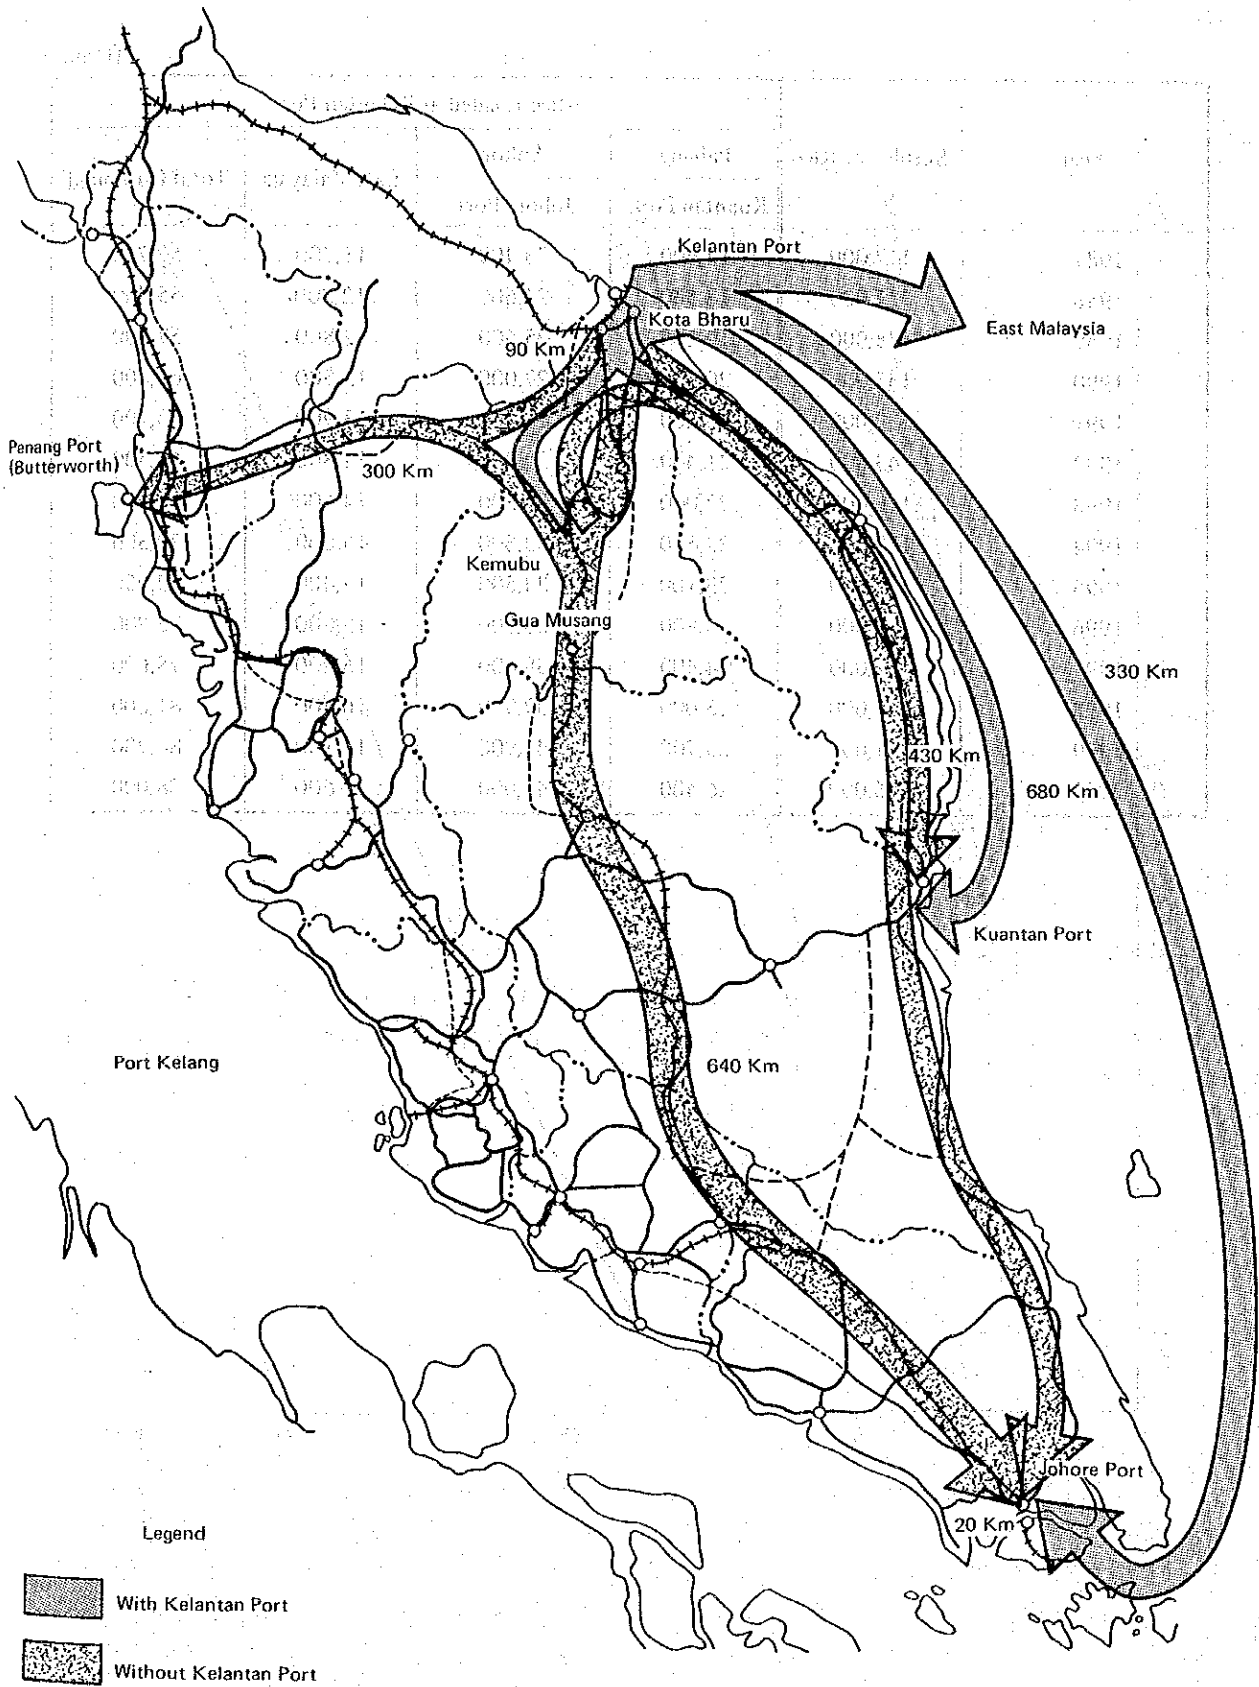 Kelantan Port
East Malaysia
Kota Bharu
90 Km
Penang Port
(Butterworth)
300 Km
Kemubu
Gua Musang
330 Km
430 Km
680 Km
Kuantan Port
Port Kelang
640 Km
Johore Port
20 Km
Legend
With Kelantan Port
Without Kelantan Port